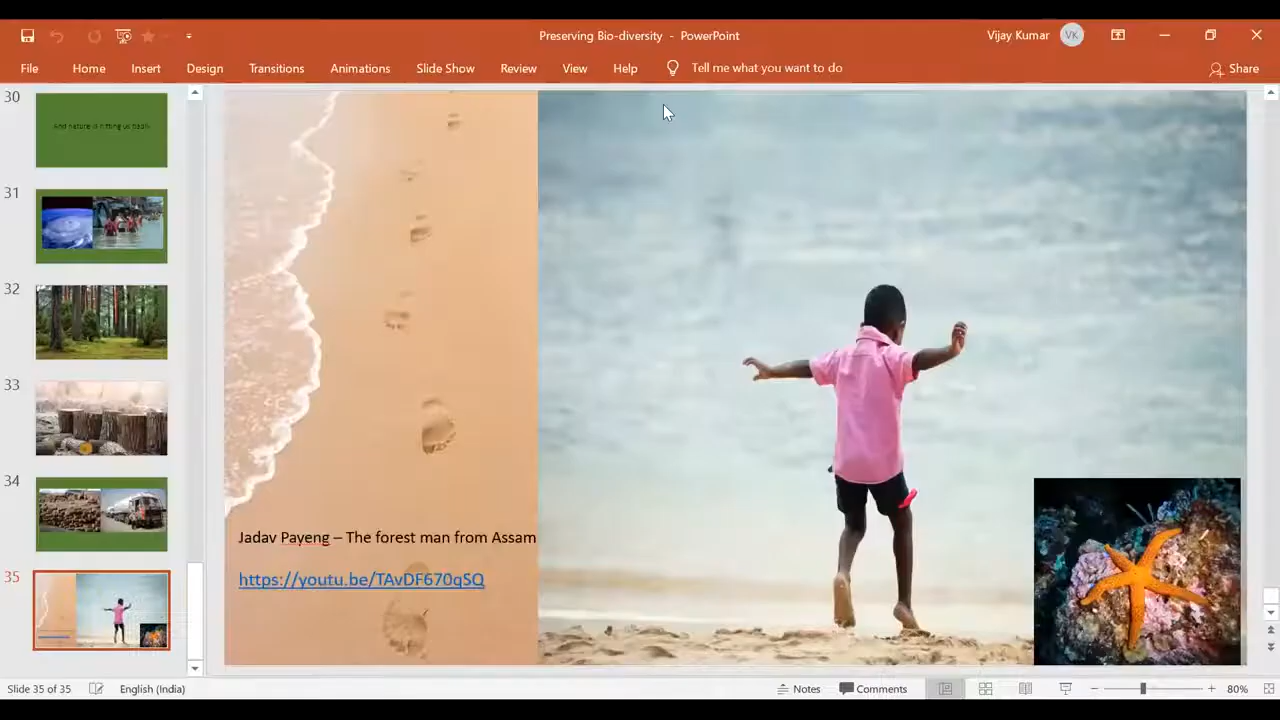 Preserving Bio-diversity - PowerPoint
Vijay Kumar VK
File Home Insert Design Transitions Animations Slide Show Review View Help Tell me what you want to do Share
30
31
32
33
34
35
Jadav Payeng – The forest man from Assam
https://youtu.be/TAvDF670qSQ
Slide 35 of 35 English (India) Notes Comments 80%